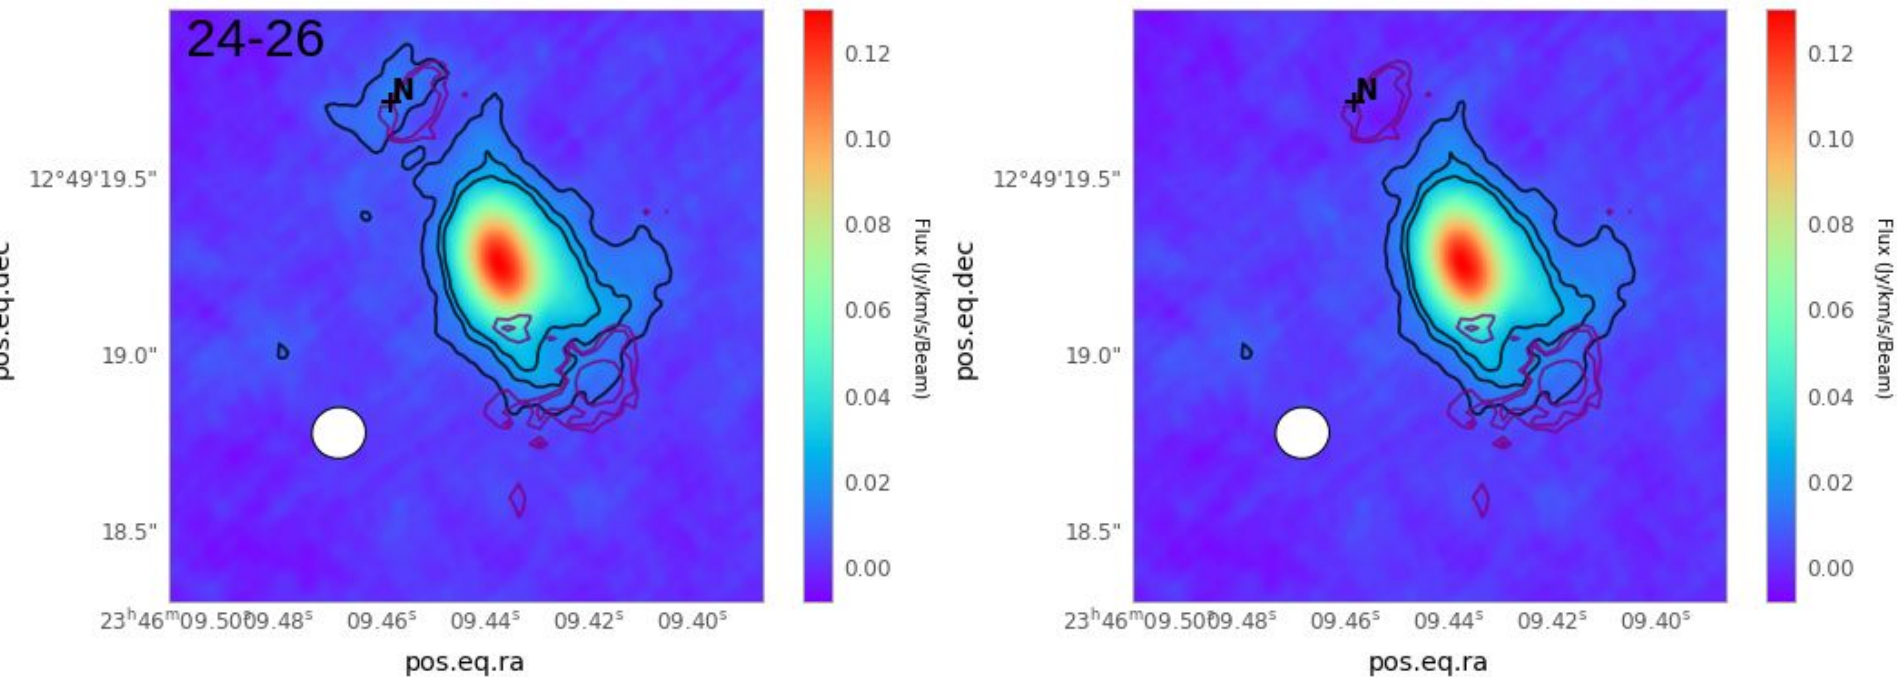 24-26
N
12°49'19.5"
19.0"
18.5"
pos.eq.dec
23ʰ46ᵐ09.50ˢ 09.48ˢ 09.46ˢ 09.44ˢ 09.42ˢ 09.40ˢ
pos.eq.ra
0.12
0.10
0.08
0.06
0.04
0.02
0.00
Flux (Jy/km/s/Beam)
N
12°49'19.5"
19.0"
18.5"
pos.eq.dec
23ʰ46ᵐ09.50ˢ 09.48ˢ 09.46ˢ 09.44ˢ 09.42ˢ 09.40ˢ
pos.eq.ra
0.12
0.10
0.08
0.06
0.04
0.02
0.00
Flux (Jy/km/s/Beam)